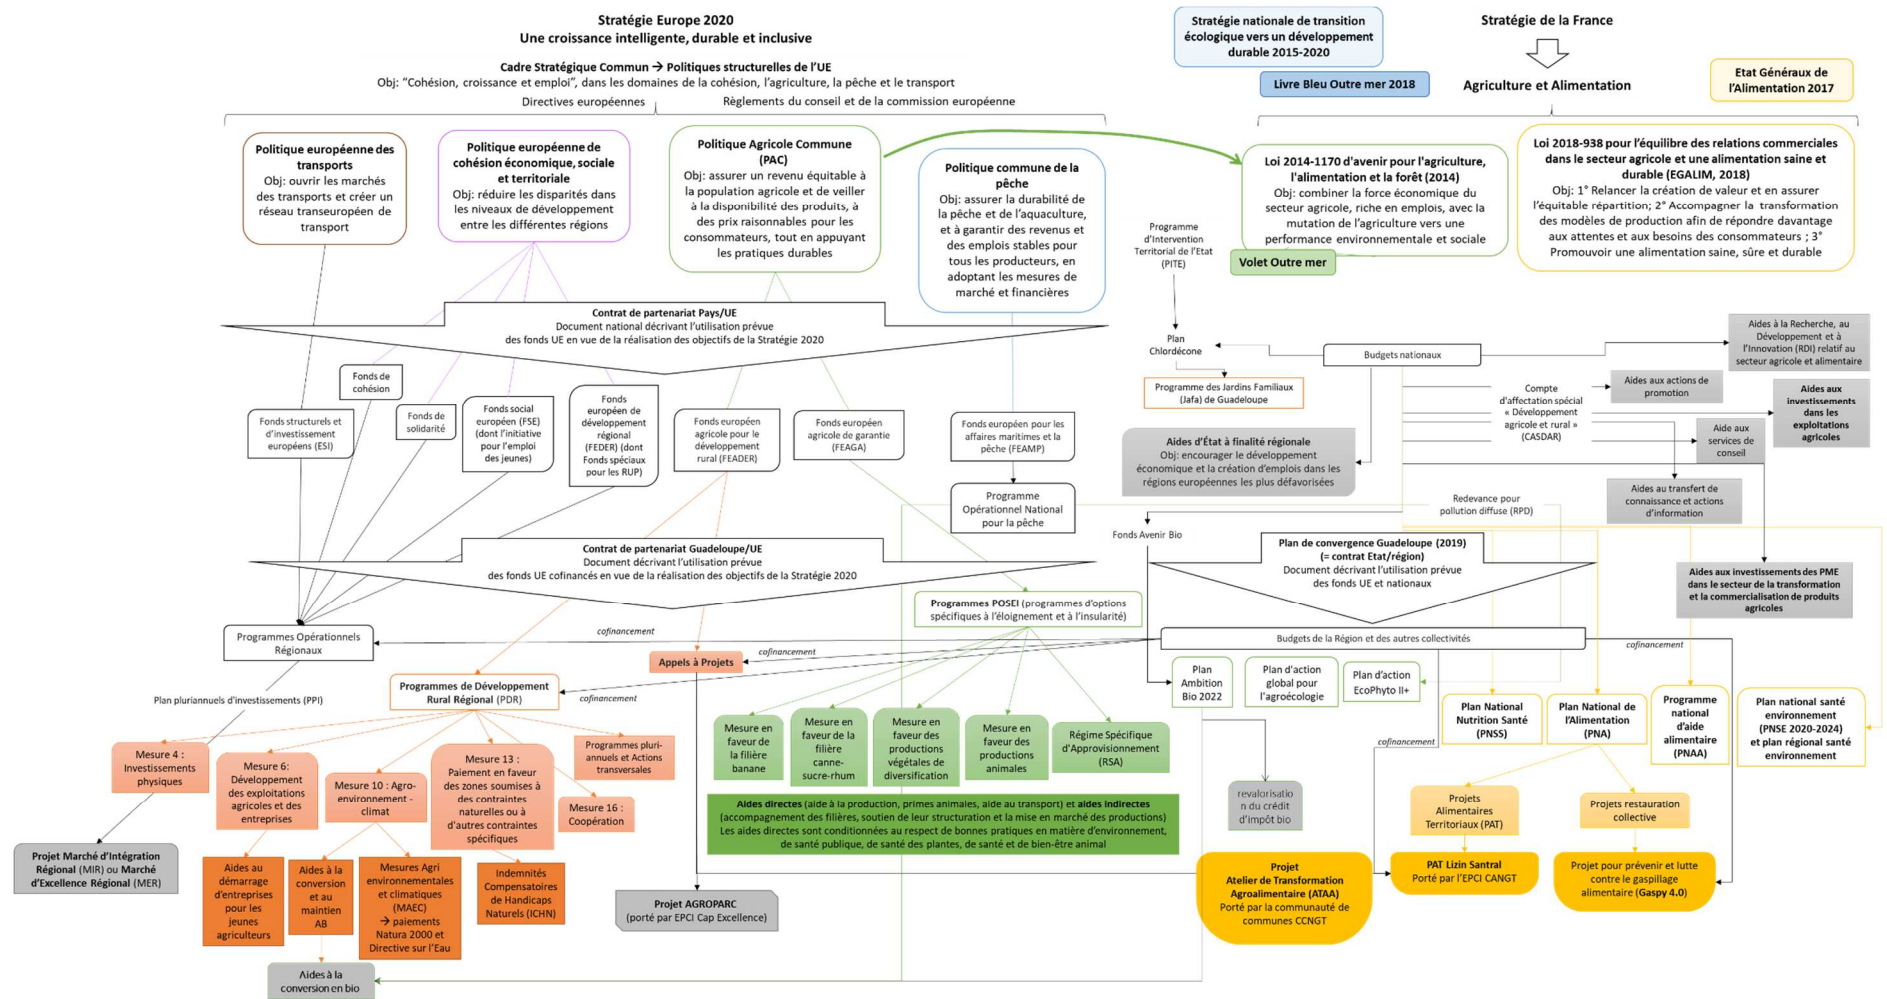 Stratégie Europe 2020
Une croissance intelligente, durable et inclusive
Cadre Stratégique Commun → Politiques structurelles de l'UE
Obj: "Cohésion, croissance et emploi", dans les domaines de la cohésion, l'agriculture, la pêche et le transport
Directives européennes
Règlements du conseil et de la commission européenne
Stratégie nationale de transition
écologique vers un développement
durable 2015-2020
Livre Bleu Outre mer 2018
Stratégie de la France
Agriculture et Alimentation
Etat Généraux de
l'Alimentation 2017
Politique européenne des
transports
Obj: ouvrir les marchés
des transports et créer un
réseau transeuropéen de
transport
Politique européenne de
cohésion économique, sociale
et territoriale
Obj: réduire les disparités dans
les niveaux de développement
entre les différentes régions
Politique Agricole Commune
(PAC)
Obj: assurer un revenu équitable à
la population agricole et de veiller
à la disponibilité des produits, à
des prix raisonnables pour les
consommateurs, tout en appuyant
les pratiques durables
Politique commune de la
pêche
Obj: assurer la durabilité de
la pêche et de l'aquaculture,
et à garantir des revenus et
des emplois stables pour
tous les producteurs, en
adoptant les mesures de
marché et financières
Programme
d'Intervention
Territorial de l'Etat
(PITE)
Loi 2014-1170 d'avenir pour l'agriculture,
l'alimentation et la forêt (2014)
Obj: combiner la force économique du
secteur agricole, riche en emplois, avec la
mutation de l'agriculture vers une
performance environnementale et sociale
Volet Outre mer
Loi 2018-938 pour l'équilibre des relations commerciales
dans le secteur agricole et une alimentation saine et
durable (EGALIM, 2018)
Obj: 1° Relancer la création de valeur et en assurer
l'équitable répartition; 2° Accompagner la transformation
des modèles de production afin de répondre davantage
aux attentes et aux besoins des consommateurs ; 3°
Promouvoir une alimentation saine, sûre et durable
Contrat de partenariat Pays/UE
Document national décrivant l'utilisation prévue
des fonds UE en vue de la réalisation des objectifs de la Stratégie 2020
Plan
Chlordécone
Budgets nationaux
Aides à la Recherche, au
Développement et à
l'Innovation (RDI) relatif au
secteur agricole et alimentaire
Programme des Jardins Familiaux
(Jafa) de Guadeloupe
Compte
d'affectation spécial
« Développement
agricole et rural »
(CASDAR)
Aides aux actions de
promotion
Aides aux
investissements
dans les
exploitations
agricoles
Aide aux
services de
conseil
Fonds structurels et
d'investissement
européens (ESI)
Fonds de
cohésion
Fonds de
solidarité
Fonds social
européen (FSE)
(dont l'initiative
pour l'emploi
des jeunes)
Fonds
européen de
développement
régional
(FEDER) (dont
Fonds spéciaux
pour les RUP)
Fonds européen
agricole pour le
développement
rural (FEADER)
Fonds européen
agricole de garantie
(FEAGA)
Fonds européen pour les
affaires maritimes et la
pêche (FEAMP)
Aides d'État à finalité régionale
Obj: encourager le développement
économique et la création d'emplois dans les
régions européennes les plus défavorisées
Programme
Opérationnel National
pour la pêche
Aides au transfert de
connaissance et actions
d'information
Redevance pour
pollution diffuse (RPD)
Fonds Avenir Bio
Contrat de partenariat Guadeloupe/UE
Document décrivant l'utilisation prévue
des fonds UE cofinancés en vue de la réalisation des objectifs de la Stratégie 2020
Plan de convergence Guadeloupe (2019)
(= contrat Etat/région)
Document décrivant l'utilisation prévue
des fonds UE et nationaux
Aides aux investissements des PME
dans le secteur de la transformation
et la commercialisation de produits
agricoles
Programmes POSEI (programmes d'options
spécifiques à l'éloignement et à l'insularité)
Programmes Opérationnels
Régionaux
cofinancement
Budgets de la Région et des autres collectivités
cofinancement
Appels à Projets
cofinancement
Plan pluriannuels d'investissements (PPI)
Programmes de Développement
Rural Régional (PDR)
cofinancement
Plan
Ambition
Bio 2022
Plan d'action
global pour
l'agroécologie
Plan d'action
EcoPhyto II+
cofinancement
Plan National
Nutrition Santé
(PNSS)
Plan National de
l'Alimentation
(PNA)
Programme
national
d'aide
alimentaire
(PNAA)
Plan national santé
environnement
(PNSE 2020-2024)
et plan régional santé
environnement
Mesure 4 :
Investissements
physiques
Mesure 6:
Développement
des exploitations
agricoles et des
entreprises
Mesure 10 : Agro-
environnement -
climat
Mesure 13 :
Paiement en faveur
des zones soumises à
des contraintes
naturelles ou à
d'autres contraintes
spécifiques
Programmes pluri-
annuels et Actions
transversales
Mesure 16 :
Coopération
Mesure en
faveur de
la filière
banane
Mesure en
faveur de la
filière
canne-
sucre-rhum
Mesure en
faveur des
productions
végétales de
diversification
Mesure en
faveur des
productions
animales
Régime Spécifique
d'Approvisionnement
(RSA)
Aides directes (aide à la production, primes animales, aide au transport) et aides indirectes
(accompagnement des filières, soutien de leur structuration et la mise en marché des productions)
Les aides directes sont conditionnées au respect de bonnes pratiques en matière d'environnement,
de santé publique, de santé des plantes, de santé et de bien-être animal
revalorisatio
n du crédit
d'impôt bio
Projets
Alimentaires
Territoriaux (PAT)
Projets restauration
collective
Projet Marché d'Intégration
Régional (MIR) ou Marché
d'Excellence Régional (MER)
Aides au
démarrage
d'entreprises
pour les
jeunes
agriculteurs
Aides à la
conversion
et au
maintien
AB
Mesures Agri
environnementales
et climatiques
(MAEC)
→ paiements
Natura 2000 et
Directive sur l'Eau
Indemnités
Compensatoires
de Handicaps
Naturels (ICHN)
Projet AGROPARC
(porté par EPCI Cap Excellence)
Projet
Atelier de Transformation
Agroalimentaire (ATAA)
Porté par la communauté de
communes CCNGT
PAT Lizin Santral
Porté par l'EPCI CANGT
Projet pour prévenir et lutte
contre le gaspillage
alimentaire (Gaspy 4.0)
Aides à la
conversion en bio